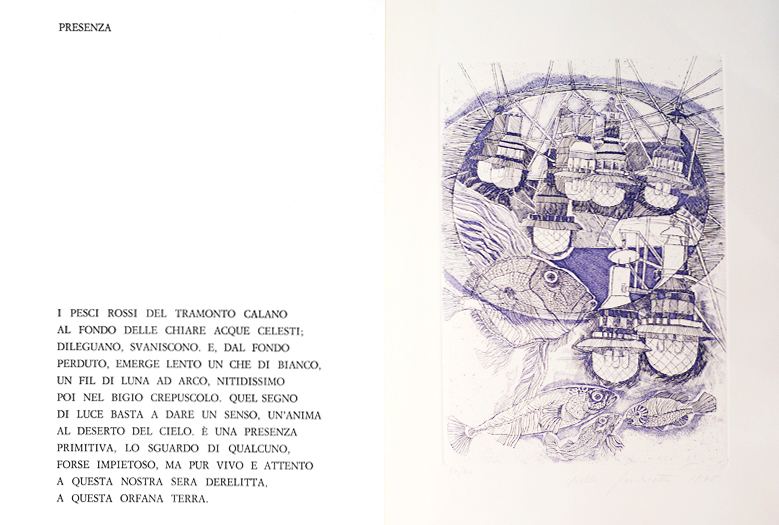 PRESENZA
I PESCI ROSSI DEL TRAMONTO CALANO
AL FONDO DELLE CHIARE ACQUE CELESTI;
DILEGUANO, SVANISCONO. E, DAL FONDO
PERDUTO, EMERGE LENTO UN CHE DI BIANCO,
UN FIL DI LUNA AD ARCO, NITIDISSIMO
POI NEL BIGIO CREPUSCOLO. QUEL SEGNO
DI LUCE BASTA A DARE UN SENSO, UN'ANIMA
AL DESERTO DEL CIELO. È UNA PRESENZA
PRIMITIVA, LO SGUARDO DI QUALCUNO,
FORSE IMPIETOSO, MA PUR VIVO E ATTENTO
A QUESTA NOSTRA SERA DERELITTA,
A QUESTA ORFANA TERRA.